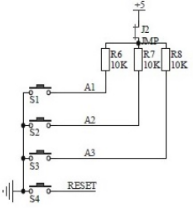 +5
J2
JMP
R6 R7 R8
10K 10K 10K
A1
S1
A2
S2
A3
S3
RESET
S4